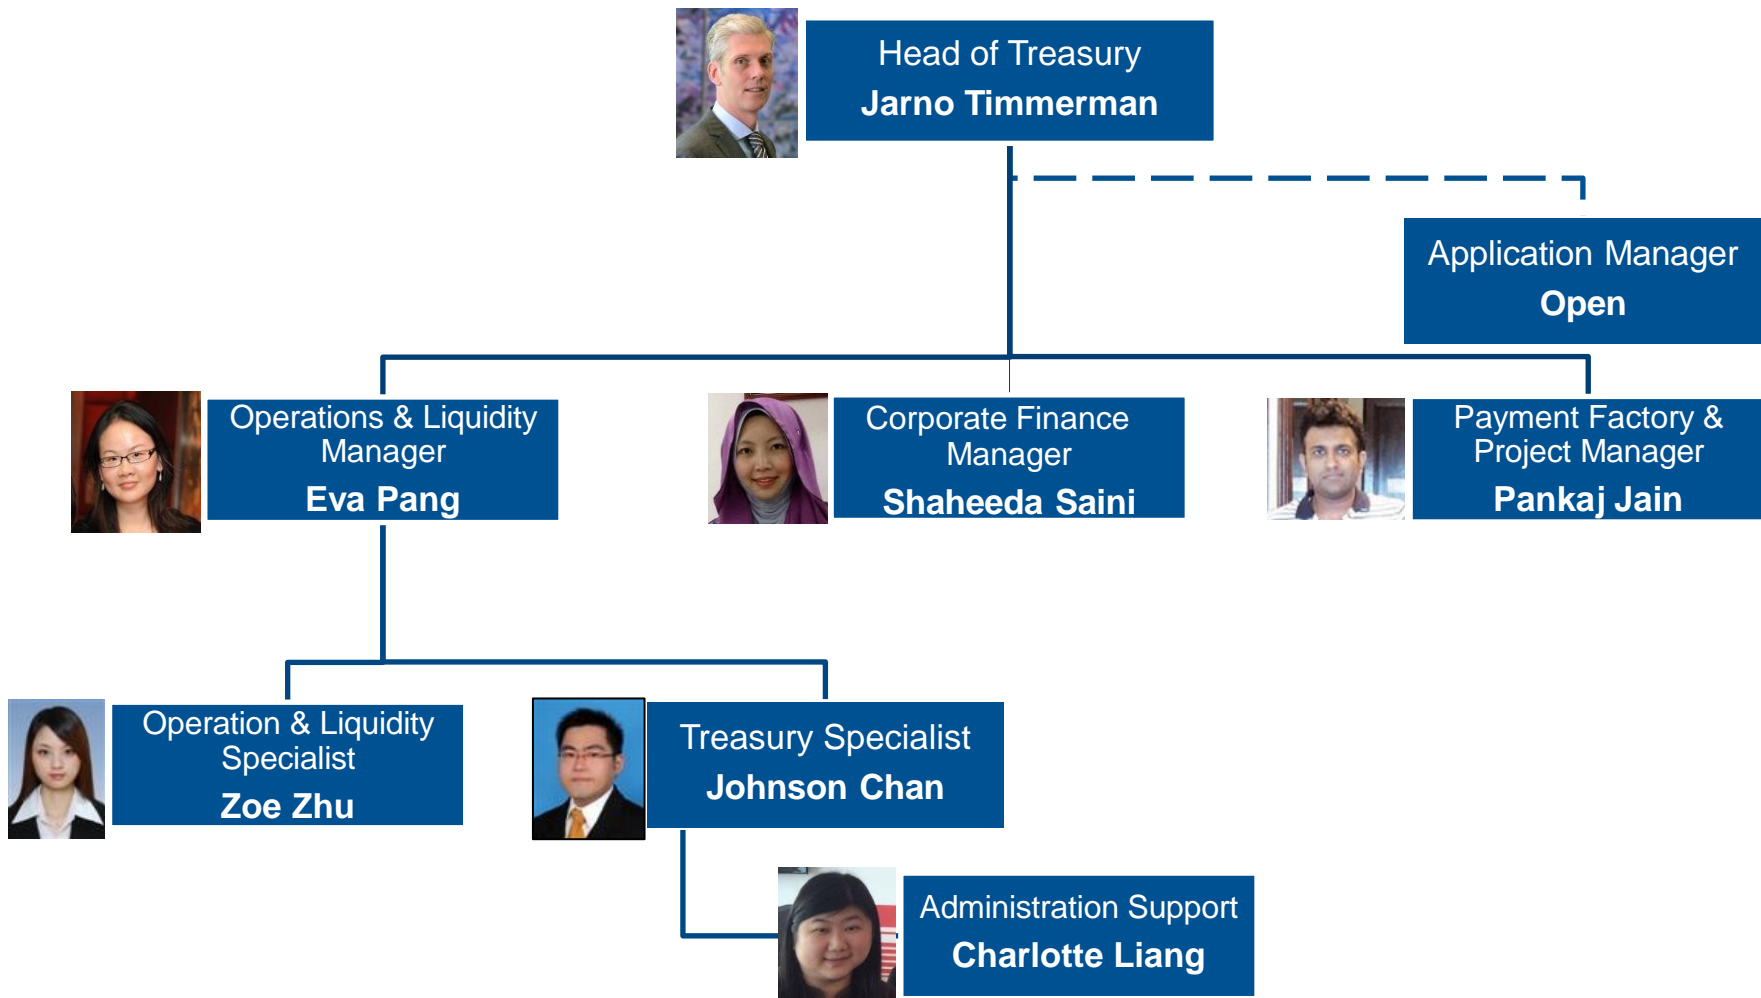 Head of Treasury
Jarno Timmerman
Application Manager
Open
Operations & Liquidity
Manager
Eva Pang
Corporate Finance
Manager
Shaheeda Saini
Payment Factory &
Project Manager
Pankaj Jain
Operation & Liquidity
Specialist
Zoe Zhu
Treasury Specialist
Johnson Chan
Administration Support
Charlotte Liang